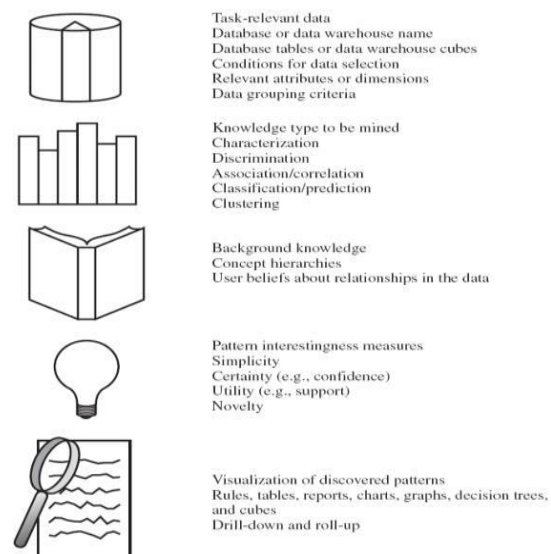 Task-relevant data
Database or data warehouse name
Database tables or data warehouse cubes
Conditions for data selection
Relevant attributes or dimensions
Data grouping criteria
Knowledge type to be mined
Characterization
Discrimination
Association/correlation
Classification/prediction
Clustering
Background knowledge
Concept hierarchies
User beliefs about relationships in the data
Pattern interestingness measures
Simplicity
Certainty (e.g., confidence)
Utility (e.g., support)
Novelty
Visualization of discovered patterns
Rules, tables, reports, charts, graphs, decision trees,
and cubes
Drill-down and roll-up